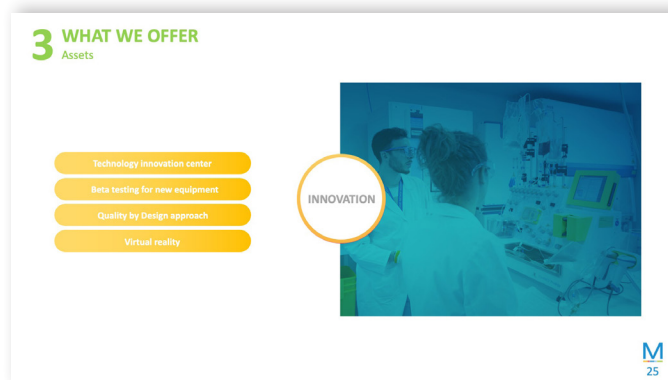 3 WHAT WE OFFER
Assets
Technology innovation center
Beta testing for new equipment
Quality by Design approach
Virtual reality
INNOVATION
M
25